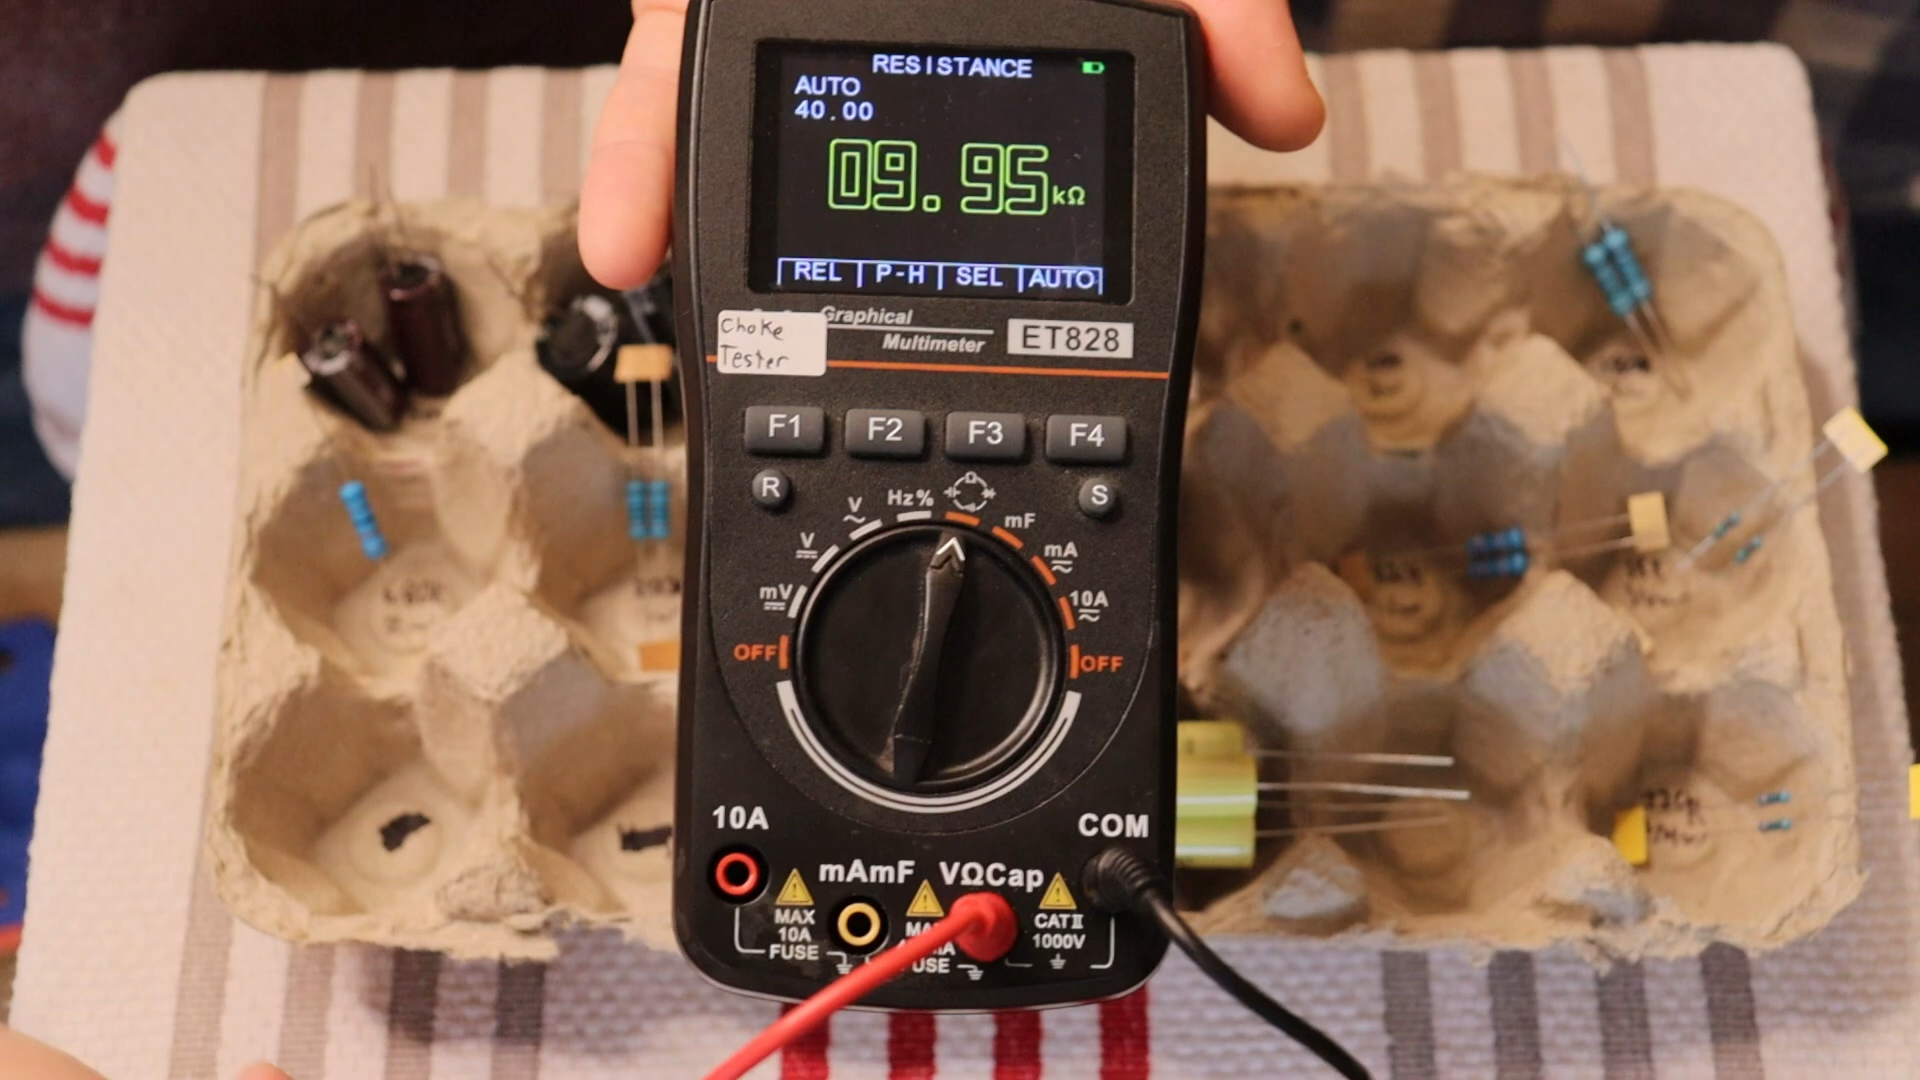 RESISTANCE
AUTO
40.00
09.95kΩ
REL | P-H | SEL | AUTO
Graphical
Multimeter
ET828
Choke
Tester
F1 F2 F3 F4
R
S
Hz%
Ω
V
mF
V
mA
mV
10A
OFF
OFF
10A
COM
mAmF
VΩCap
MAX
10A
FUSE
FUSE
CAT II
1000V